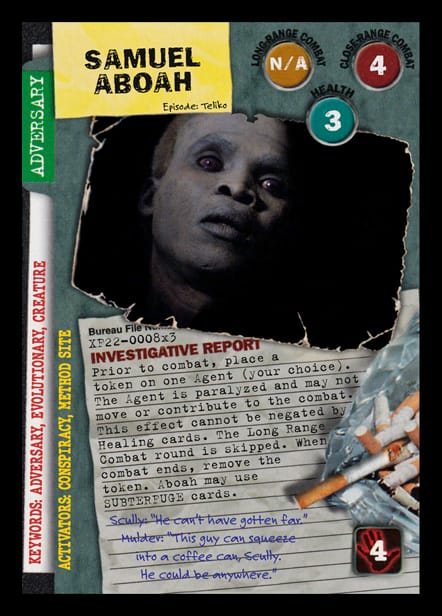 SAMUEL
ABOAH
Episode: Teliko
LONG-RANGE COMBAT
N/A
CLOSE-RANGE COMBAT
4
HEALTH
3
ADVERSARY
KEYWORDS: ADVERSARY, EVOLUTIONARY, CREATURE
ACTIVATORS: CONSPIRACY, METHOD SITE
Bureau File
XF22-0008x3
INVESTIGATIVE REPORT
Prior to combat, place a
token on one Agent (your choice).
The Agent is paralyzed and may not
move or contribute to the combat.
This effect cannot be negated by
Healing cards. The Long Range
Combat round is skipped. When
combat ends, remove the
token. Aboah may use
SUBTERFUGE cards.
Scully: "He can't have gotten far."
Mulder: "This guy can squeeze
into a coffee can, Scully.
He could be anywhere."
4